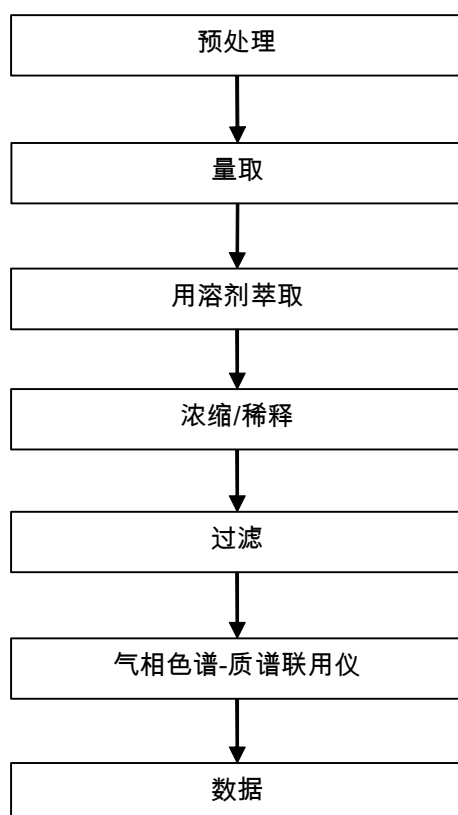 预处理
量取
用溶剂萃取
浓缩/稀释
过滤
气相色谱-质谱联用仪
数据